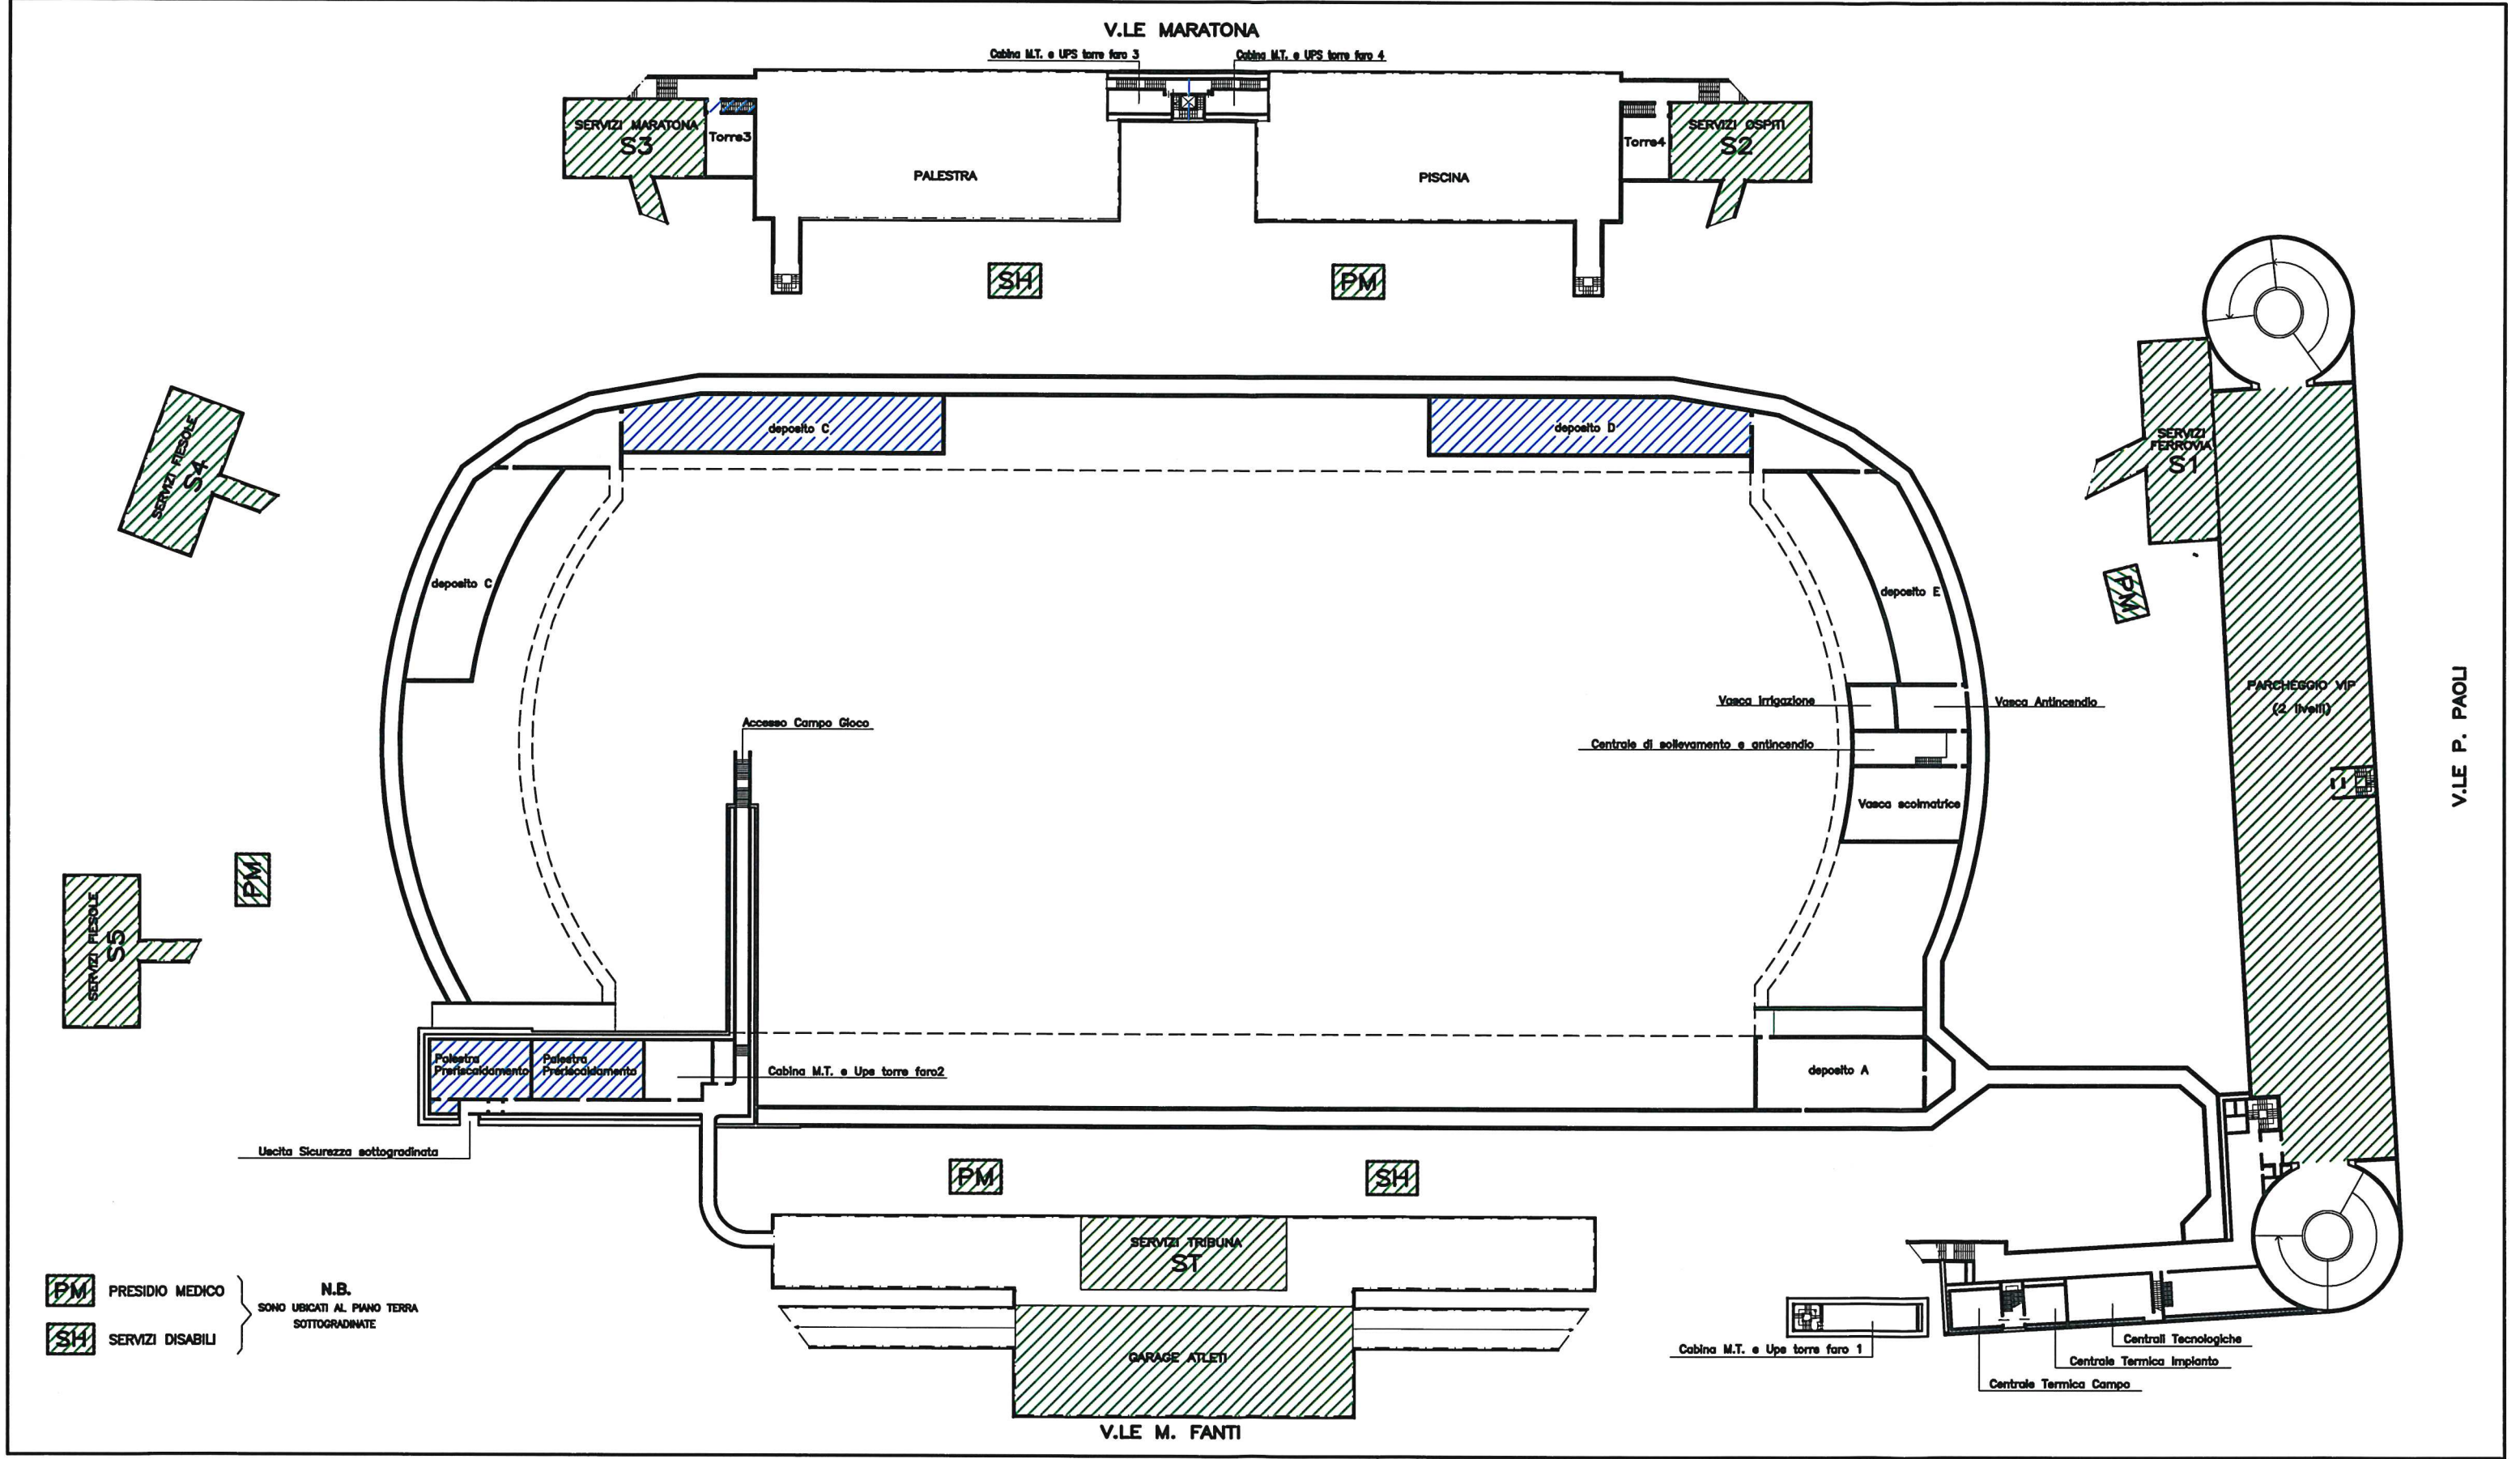 V.LE MARATONA
Cabina M.T. e UPS torre faro 3
Cabina M.T. e UPS torre faro 4
SERVIZI MARATONA
S3
Torre3
PALESTRA
PISCINA
Torre4
SERVIZI OSPITI
S2
SH
PM
SERVIZI FIESOLE
S4
deposito C
deposito D
SERVIZI
FERROVIA
S1
deposito C
deposito E
PM
Vasca irrigazione
Vasca Antincendio
PARCHEGGIO VIP
(2 livelli)
V.LE P. PAOLI
Accesso Campo Gioco
Centrale di sollevamento e antincendio
Vasca scolmatrice
PM
SERVIZI FIESOLE
S5
Palestra
Preriscaldamento
Palestra
Preriscaldamento
Cabina M.T. e Ups torre faro2
deposito A
Uscita Sicurezza sottogradinata
PM
SH
SERVIZI TRIBUNA
ST
PM PRESIDIO MEDICO
SH SERVIZI DISABILI
N.B.
SONO UBICATI AL PIANO TERRA
SOTTOGRADINATE
GARAGE ATLETI
Cabina M.T. e Ups torre faro 1
Centrali Tecnologiche
Centrale Termica Impianto
Centrale Termica Campo
V.LE M. FANTI